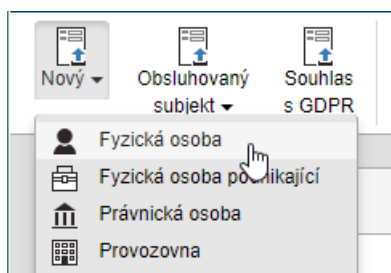 Nový Obsluhovaný Souhlas
subjekt s GDPR
Fyzická osoba
Fyzická osoba podnikající
Právnická osoba
Provozovna